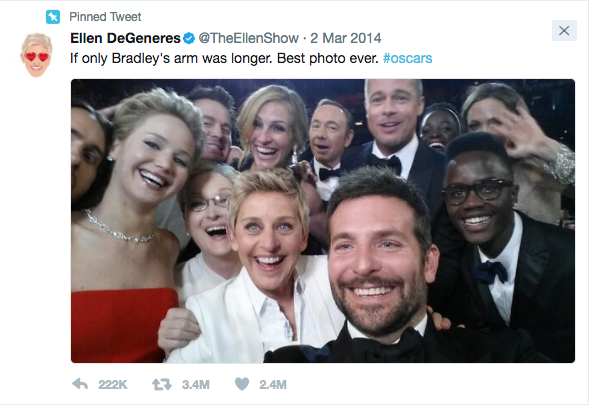 Pinned Tweet
Ellen DeGeneres @TheEllenShow · 2 Mar 2014
If only Bradley's arm was longer. Best photo ever. #oscars
222K 3.4M 2.4M